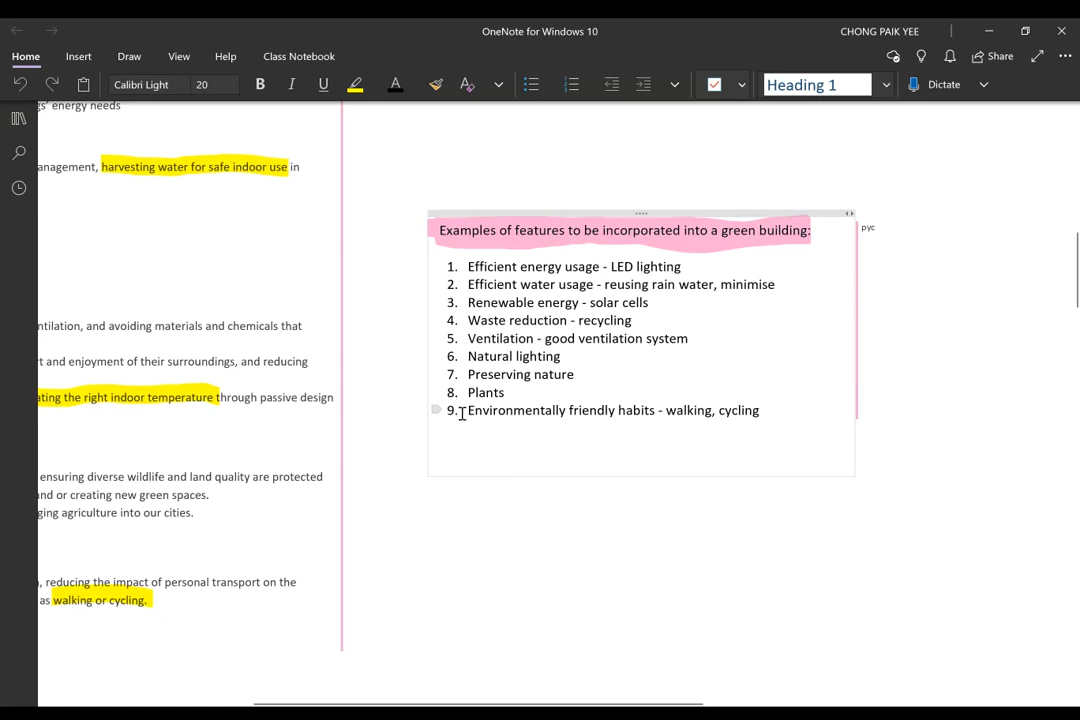 OneNote for Windows 10
CHONG PAIK YEE
Home Insert Draw View Help Class Notebook
Share
Calibri Light 20
B I U A
Heading 1
Dictate
gs' energy needs
anagement, harvesting water for safe indoor use in
ntilation, and avoiding materials and chemicals that
rt and enjoyment of their surroundings, and reducing
ating the right indoor temperature through passive design
ensuring diverse wildlife and land quality are protected
and or creating new green spaces.
ging agriculture into our cities.
, reducing the impact of personal transport on the
as walking or cycling.
Examples of features to be incorporated into a green building:
pyc
1. Efficient energy usage - LED lighting
2. Efficient water usage - reusing rain water, minimise
3. Renewable energy - solar cells
4. Waste reduction - recycling
5. Ventilation - good ventilation system
6. Natural lighting
7. Preserving nature
8. Plants
9. Environmentally friendly habits - walking, cycling